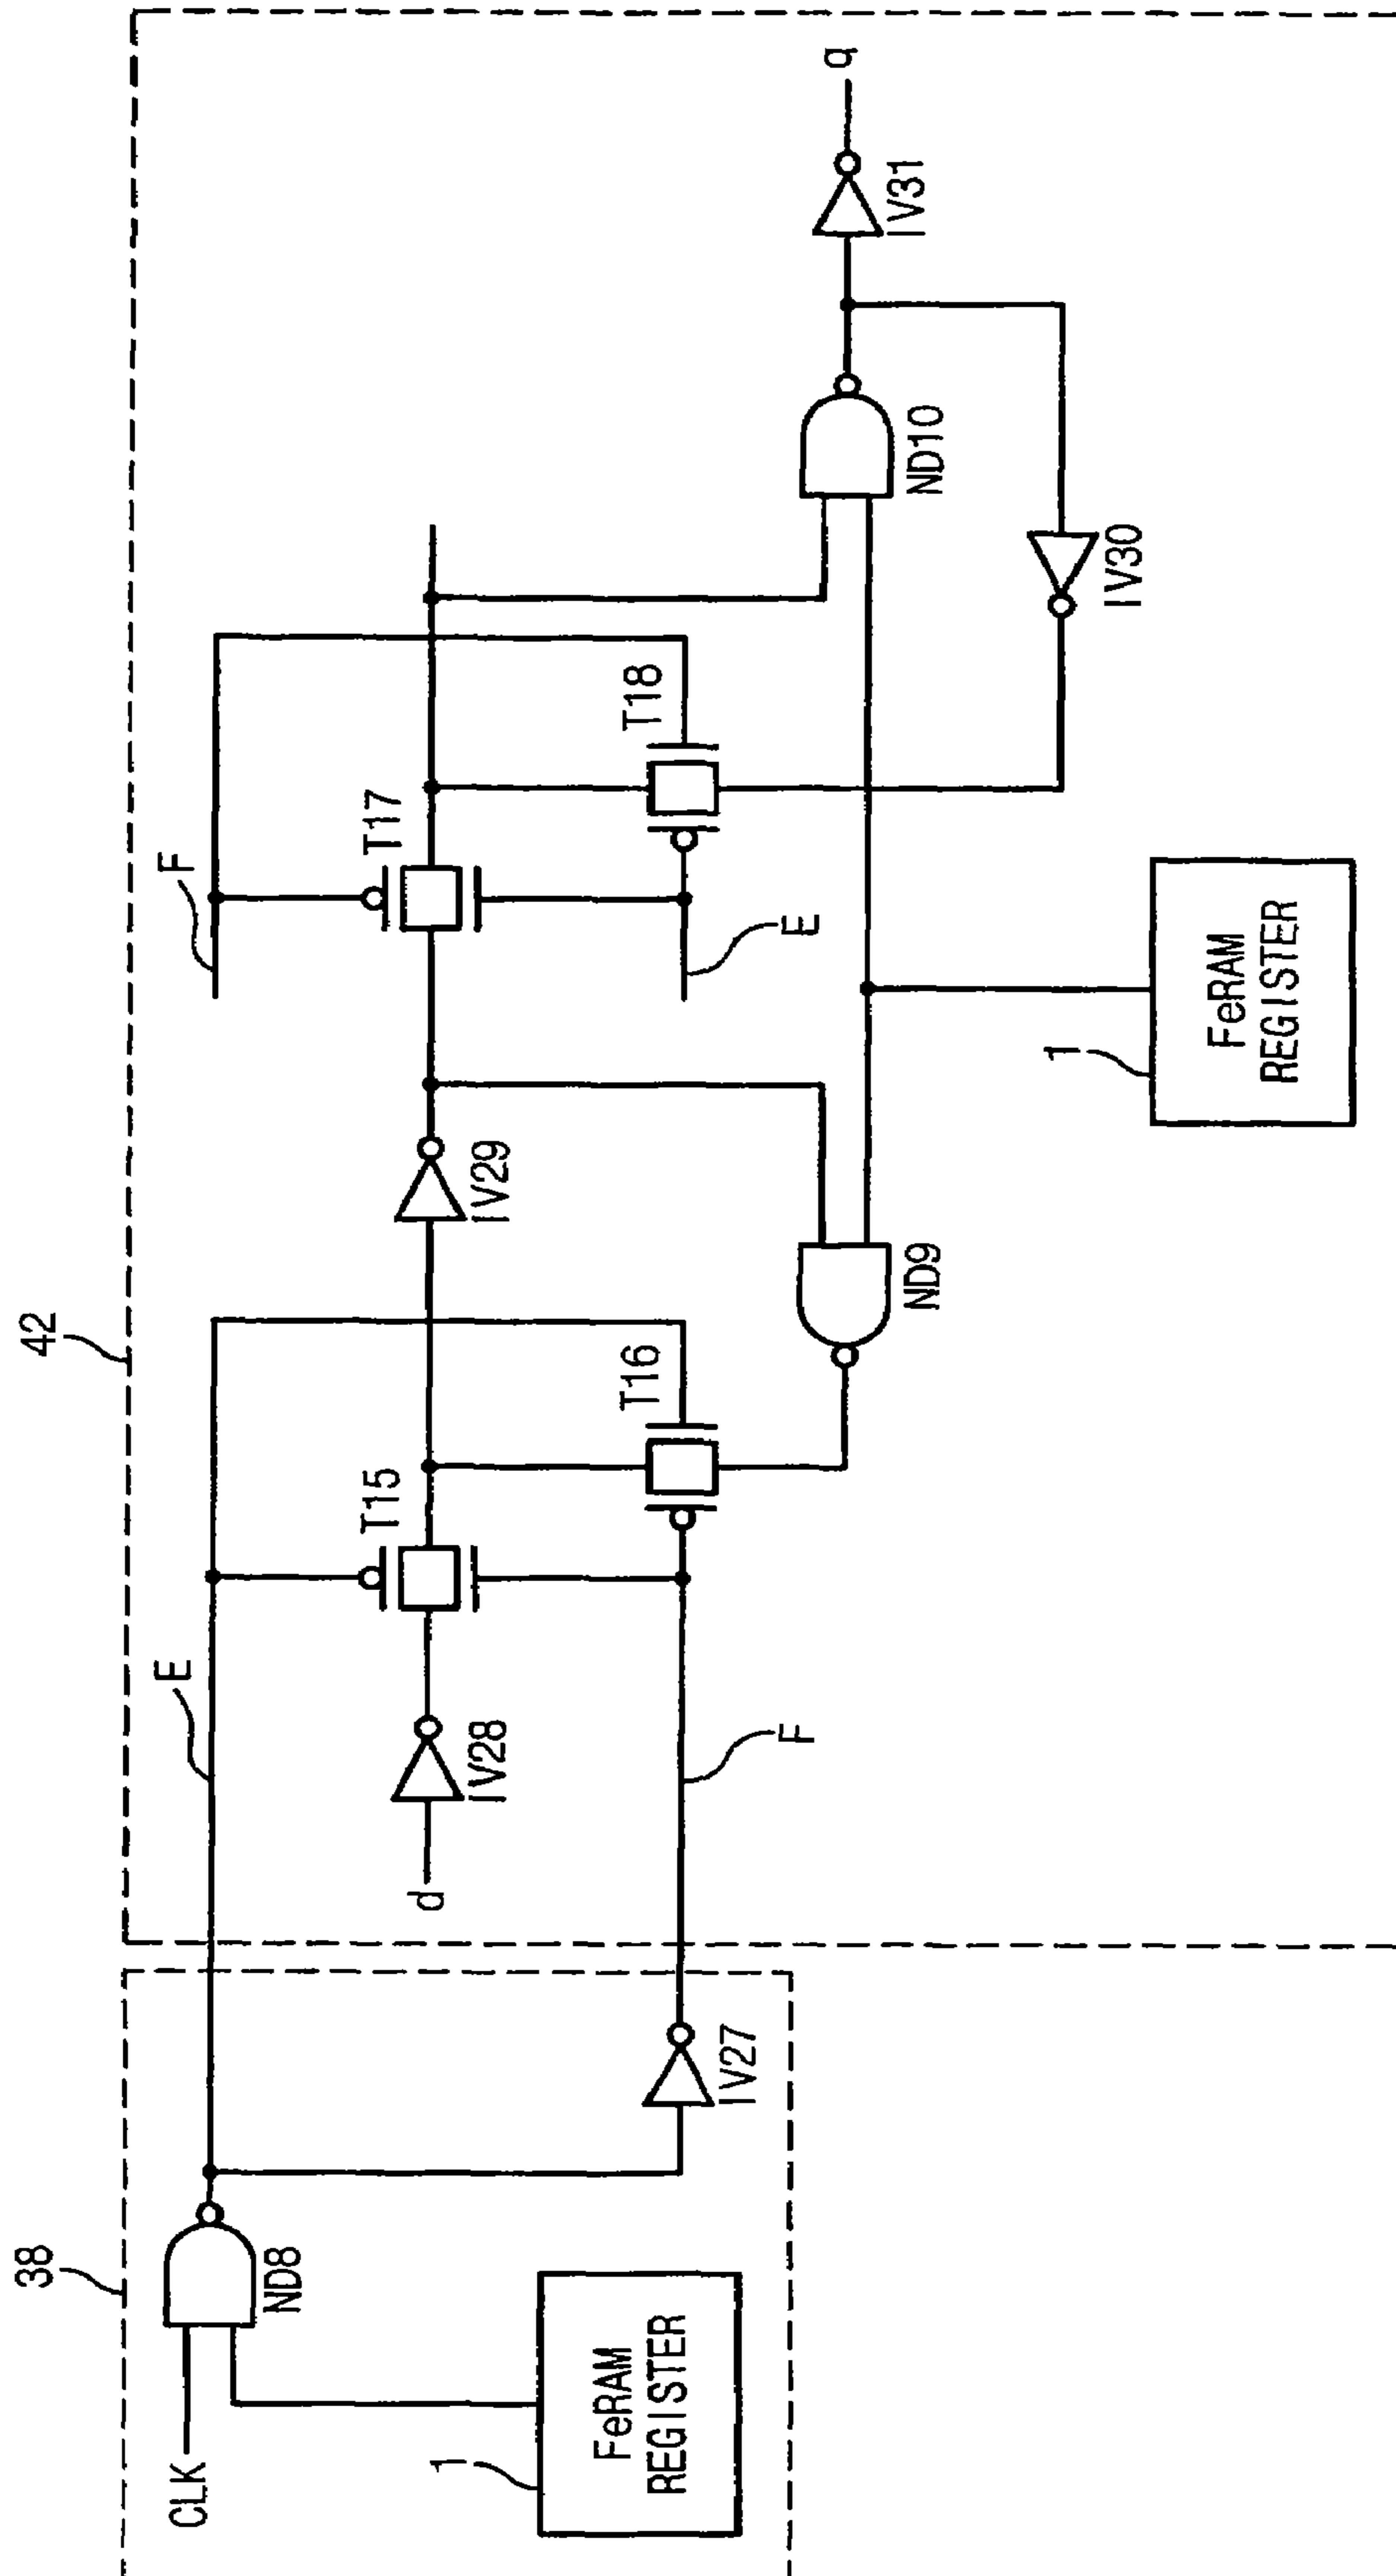 38
CLK
ND8
1
FeRAM
REGISTER
IV27
42
E
F
d
IV28
T15
T16
IV29
ND9
F
E
T17
T18
1
FeRAM
REGISTER
ND10
IV30
IV31
q